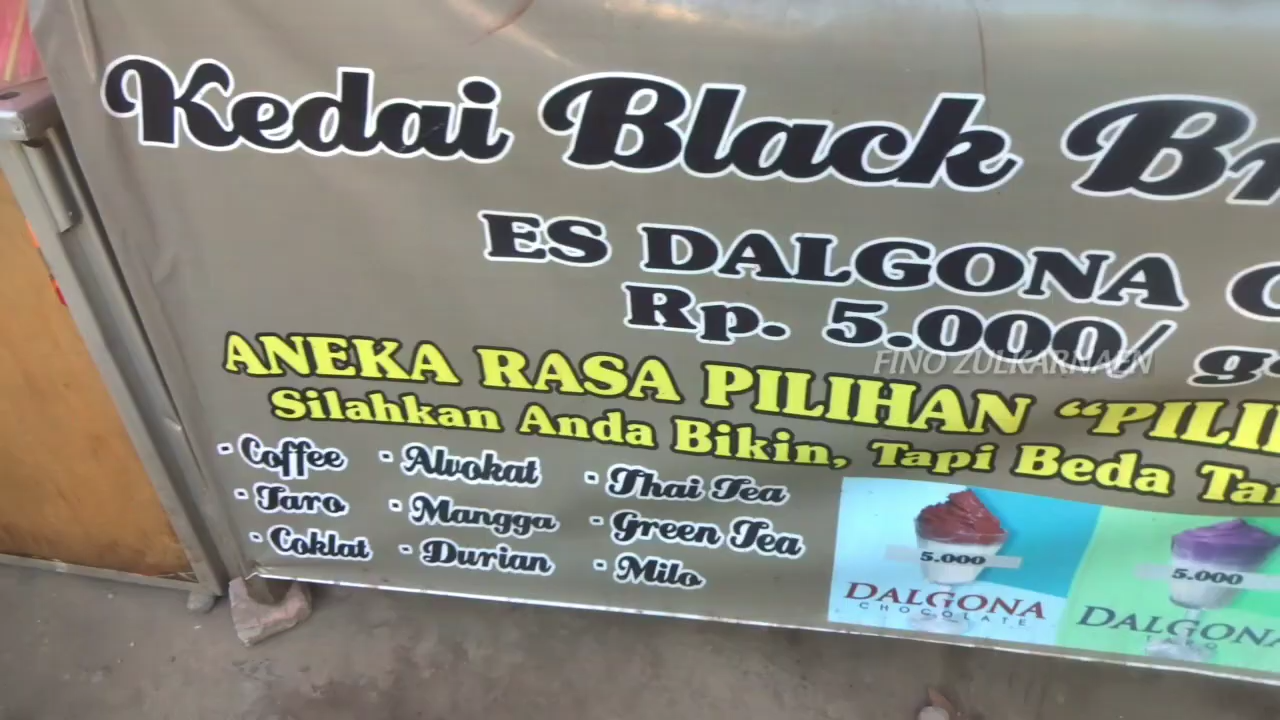 Kedai Black
ES DALGONA
Rp. 5.000/
FINO ZULKARNAEN
ANEKA RASA PILIHAN
Silahkan Anda Bikin, Tapi Beda
- Coffee - Alvokat - Thai Tea
- Taro - Mangga - Green Tea
- Coklat - Durian - Milo
5.000
DALGONA
CHOCOLATE
5.000
DALGONA
TARO